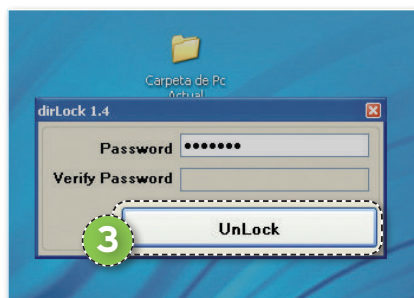 Carpeta de Pc
Actual
dirLock 1.4
Password •••••••
Verify Password
3
UnLock